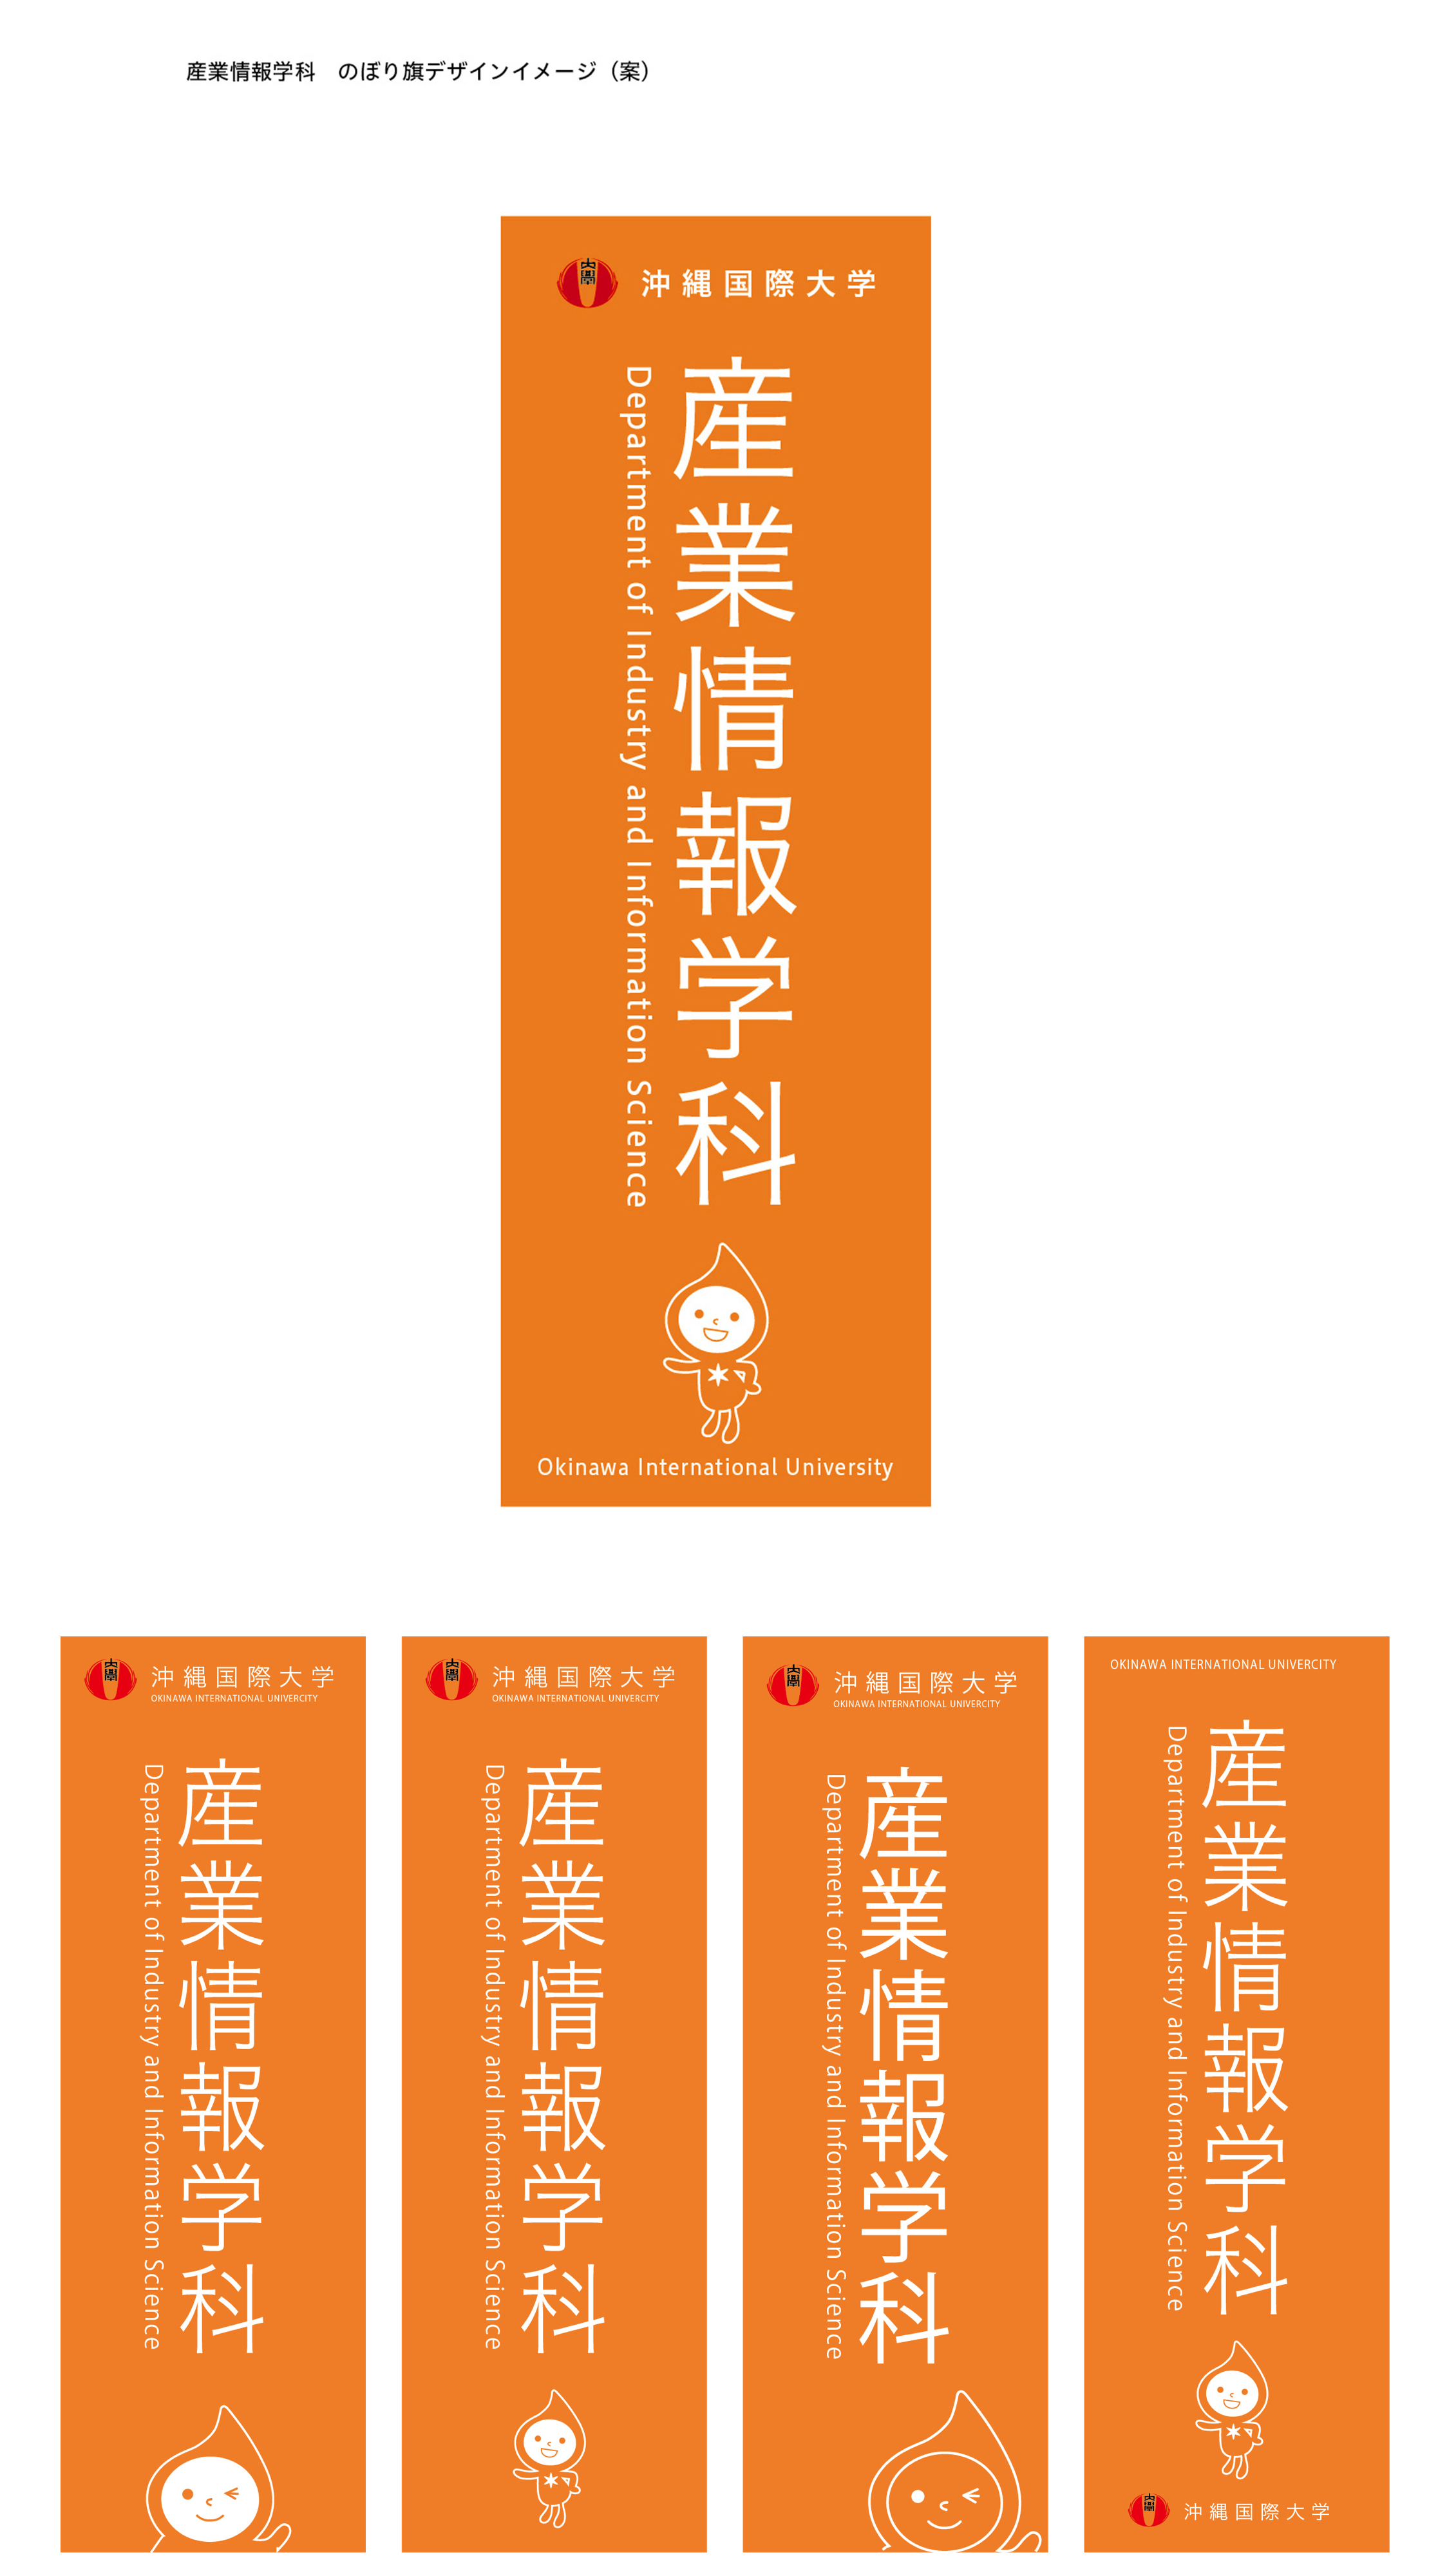 産業情報学科　のぼり旗デザインイメージ（案）
沖縄国際大学
産業情報学科
Department of Industry and Information Science
Okinawa International University
沖縄国際大学
OKINAWA INTERNATIONAL UNIVERCITY
産業情報学科
Department of Industry and Information Science
沖縄国際大学
OKINAWA INTERNATIONAL UNIVERCITY
産業情報学科
Department of Industry and Information Science
沖縄国際大学
OKINAWA INTERNATIONAL UNIVERCITY
産業情報学科
Department of Industry and Information Science
OKINAWA INTERNATIONAL UNIVERCITY
産業情報学科
Department of Industry and Information Science
沖縄国際大学